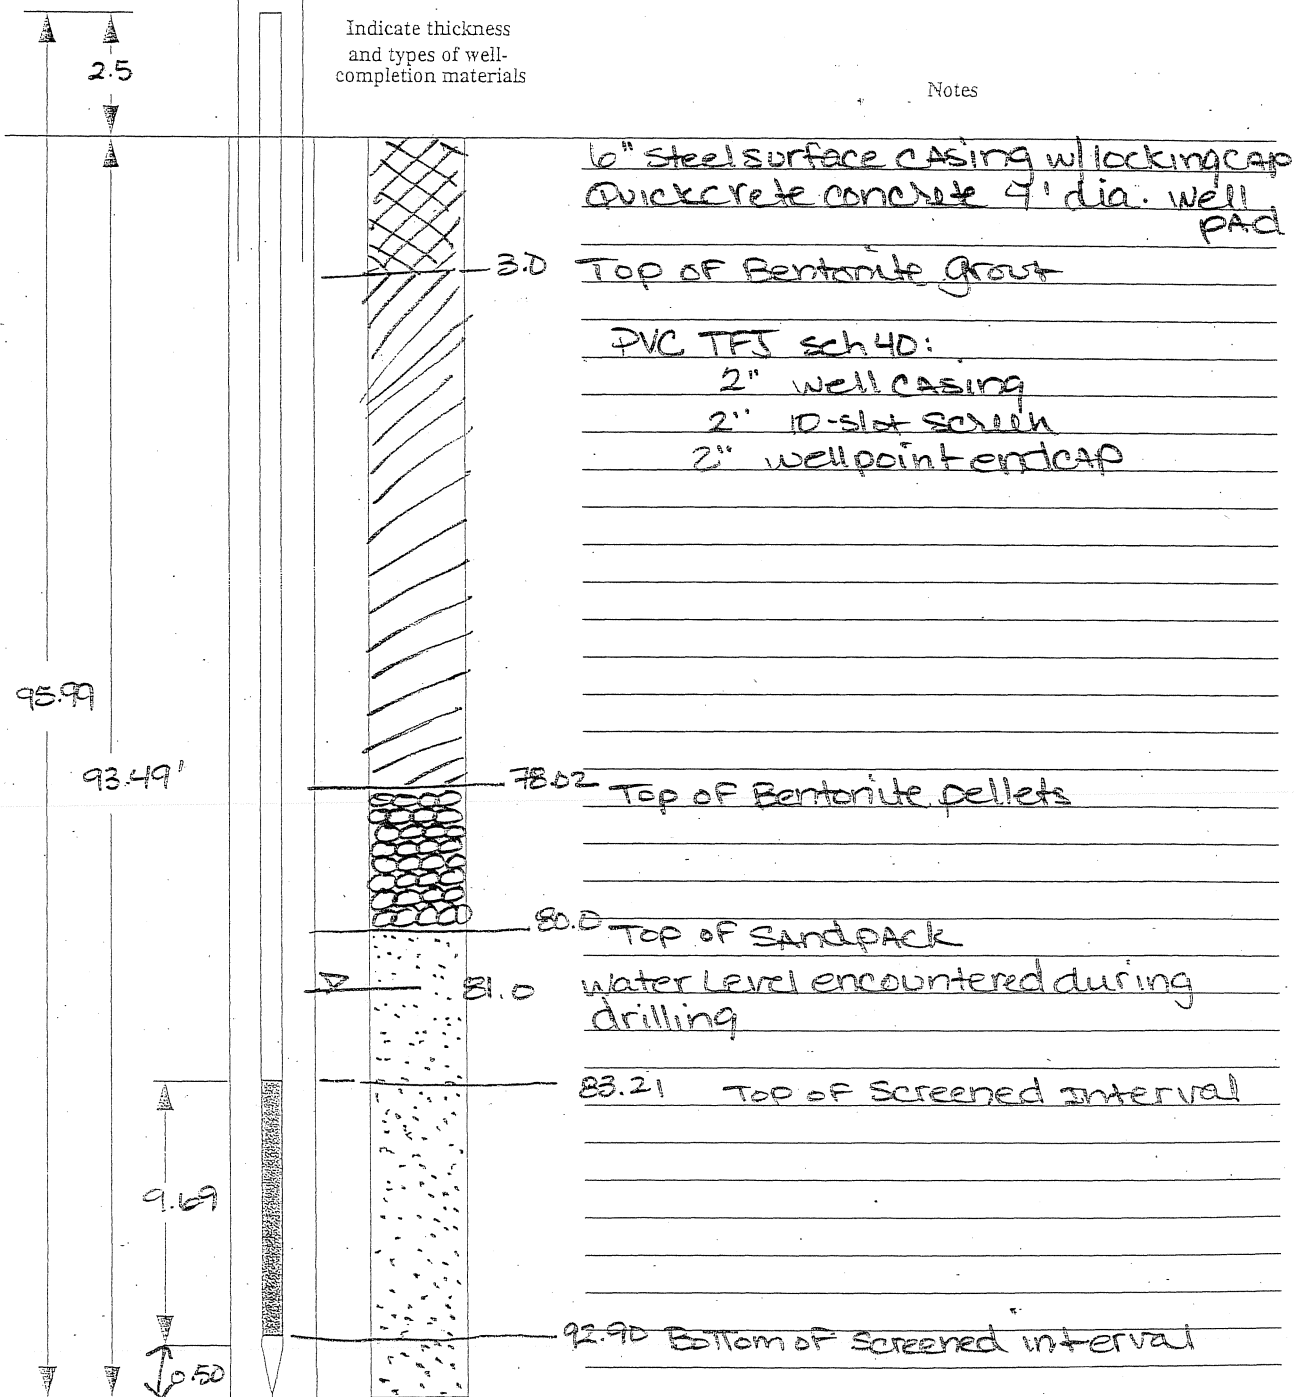 Indicate thickness
and types of well-
completion materials
Notes
2.5
6" Steel surface casing w/ locking cap
Quickcrete concrete 4' dia. well
pad
3.0 Top of Bentonite grout
PVC TFJ sch 40:
2" well casing
2" 10-slot screen
2" wellpoint endcap
95.99
93.49'
78.02 Top of Bentonite pellets
80.0 Top of Sandpack
81.0 Water Level encountered during
drilling
83.21 Top of Screened Interval
9.69
92.90 Bottom of Screened interval
0.50